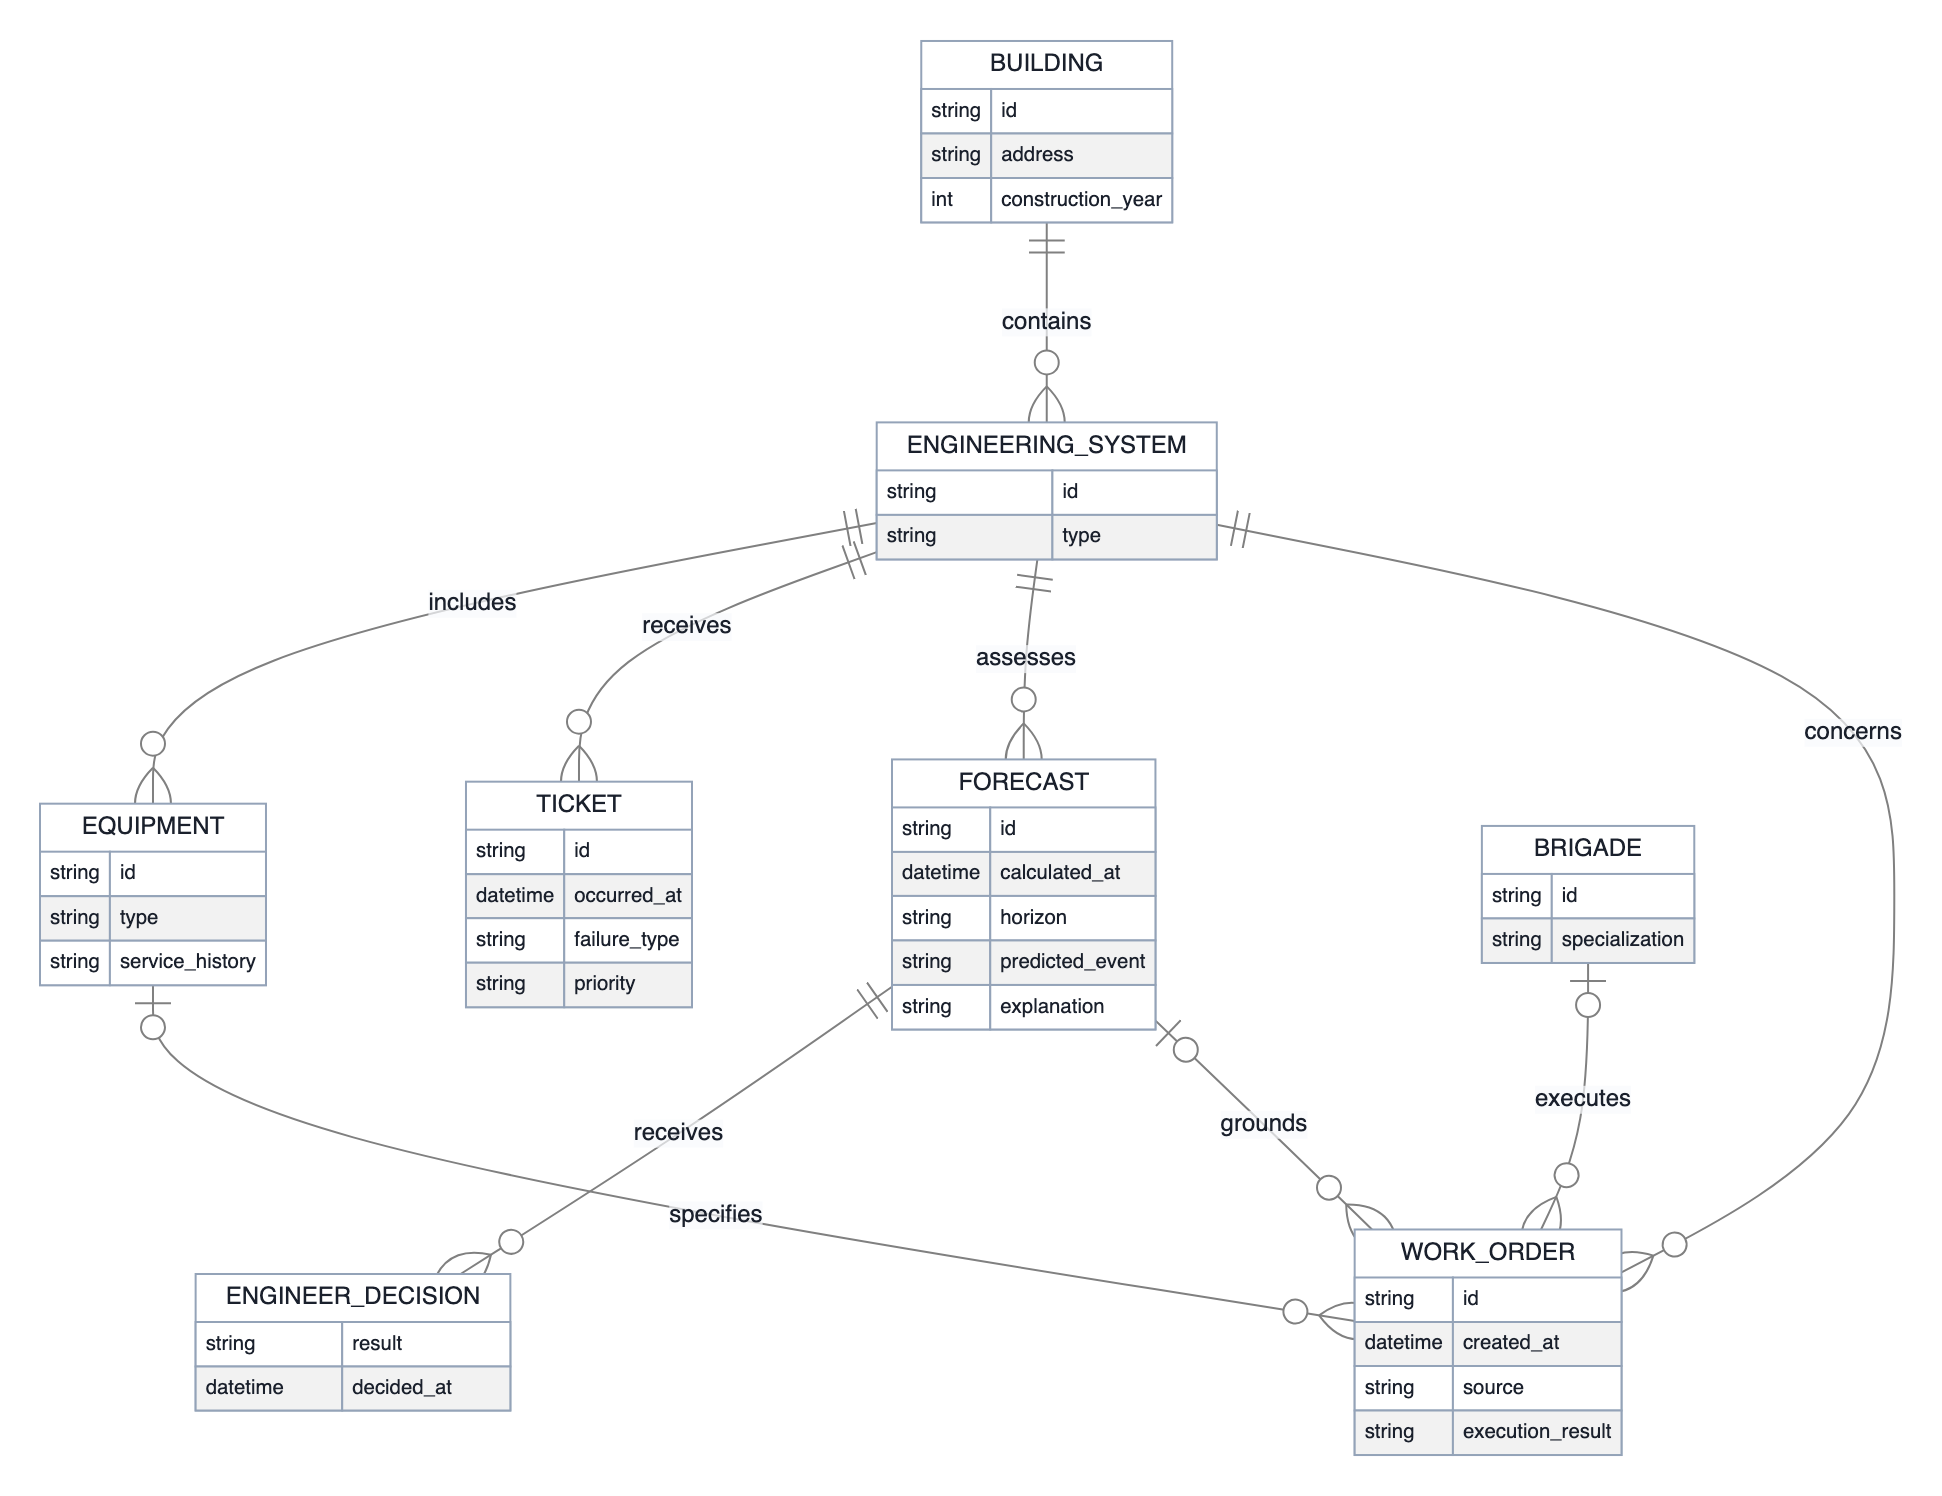 BUILDING
string id
string address
int construction_year
contains
ENGINEERING_SYSTEM
string id
string type
includes
receives
assesses
concerns
EQUIPMENT
string id
string type
string service_history
TICKET
string id
datetime occurred_at
string failure_type
string priority
FORECAST
string id
datetime calculated_at
string horizon
string predicted_event
string explanation
BRIGADE
string id
string specialization
receives
grounds
executes
specifies
ENGINEER_DECISION
string result
datetime decided_at
WORK_ORDER
string id
datetime created_at
string source
string execution_result